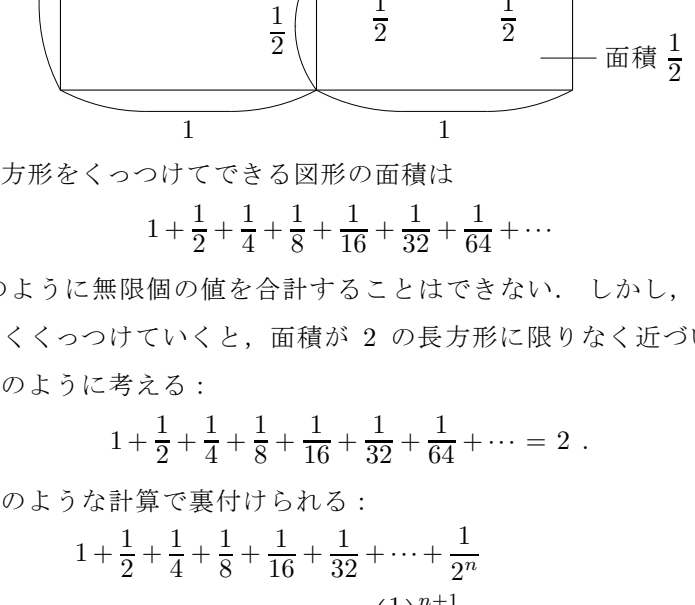 1/2 1/2 1/2
面積 1/2
1 1
方形をくっつけてできる図形の面積は
1 + 1/2 + 1/4 + 1/8 + 1/16 + 1/32 + 1/64 + ⋯
のように無限個の値を合計することはできない． しかし，
くくっつけていくと，面積が 2 の長方形に限りなく近づい
のように考える：
1 + 1/2 + 1/4 + 1/8 + 1/16 + 1/32 + 1/64 + ⋯ = 2 .
のような計算で裏付けられる：
1 + 1/2 + 1/4 + 1/8 + 1/16 + 1/32 + ⋯ + 1/2ⁿ